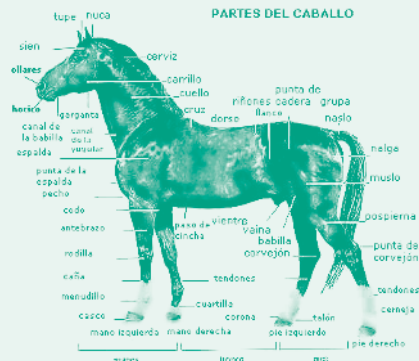 PARTES DEL CABALLO
tupe
nuca
sien
cerviz
ollares
carrillo
cuello
horico
garganta
cruz
dorso
riñones
punta de
cadera
grupa
flanco
naslo
canal de
la babilla
canal
de la
yugular
espalda
nalga
punta de la
espalda
muslo
pecho
codo
paso de
cincha
vientre
vaina
babilla
pospierna
antebrazo
corvejón
rodilla
punta de
corvejón
caña
tendones
tendones
menudillo
cuartilla
cerneja
casco
corona
talón
mano izquierda
mano derecha
pie izquierdo
pie derecho